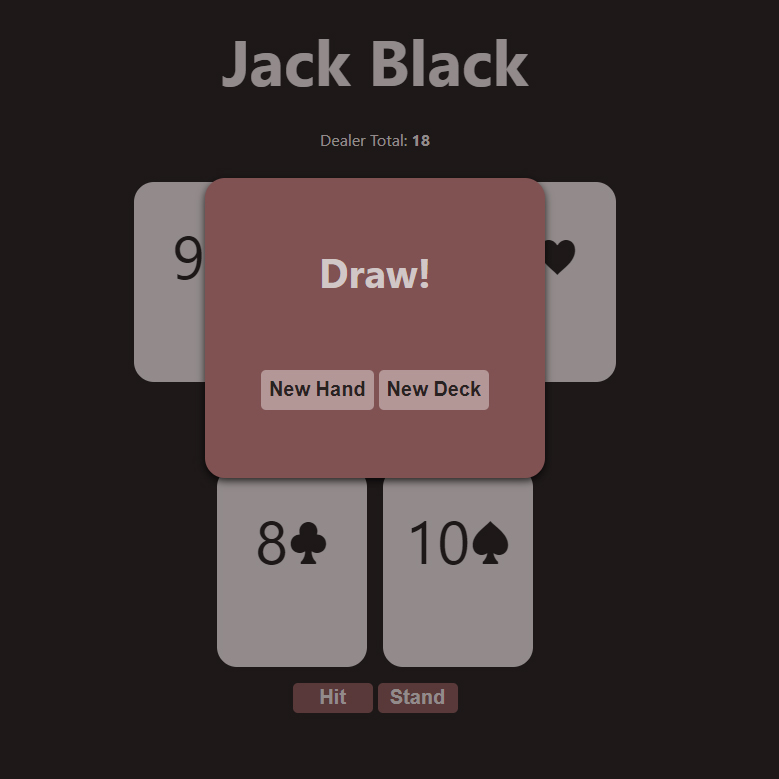 Jack Black
Dealer Total: 18
9 ♥
Draw!
New Hand New Deck
8♣ 10♠
Hit Stand